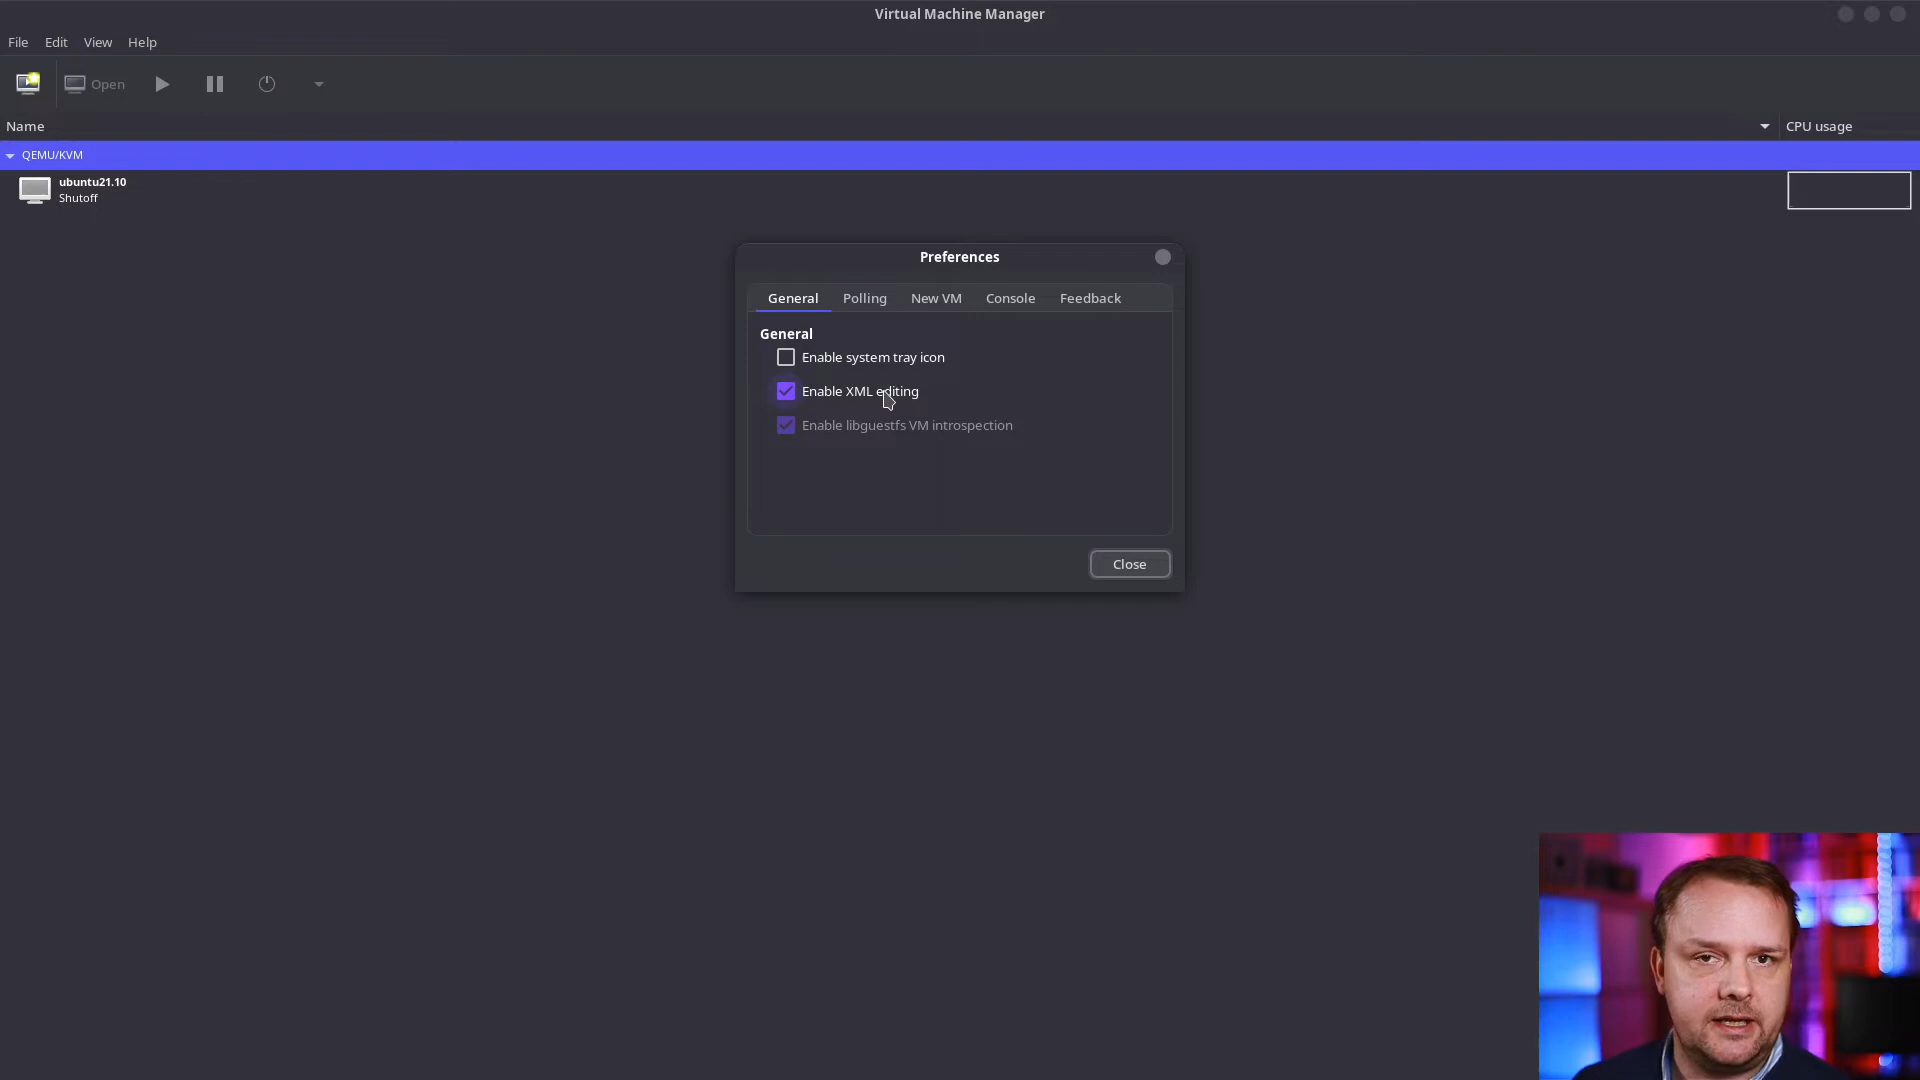 Virtual Machine Manager
File Edit View Help
Open
Name CPU usage
QEMU/KVM
ubuntu21.10
Shutoff
Preferences
General Polling New VM Console Feedback
General
Enable system tray icon
Enable XML editing
Enable libguestfs VM introspection
Close